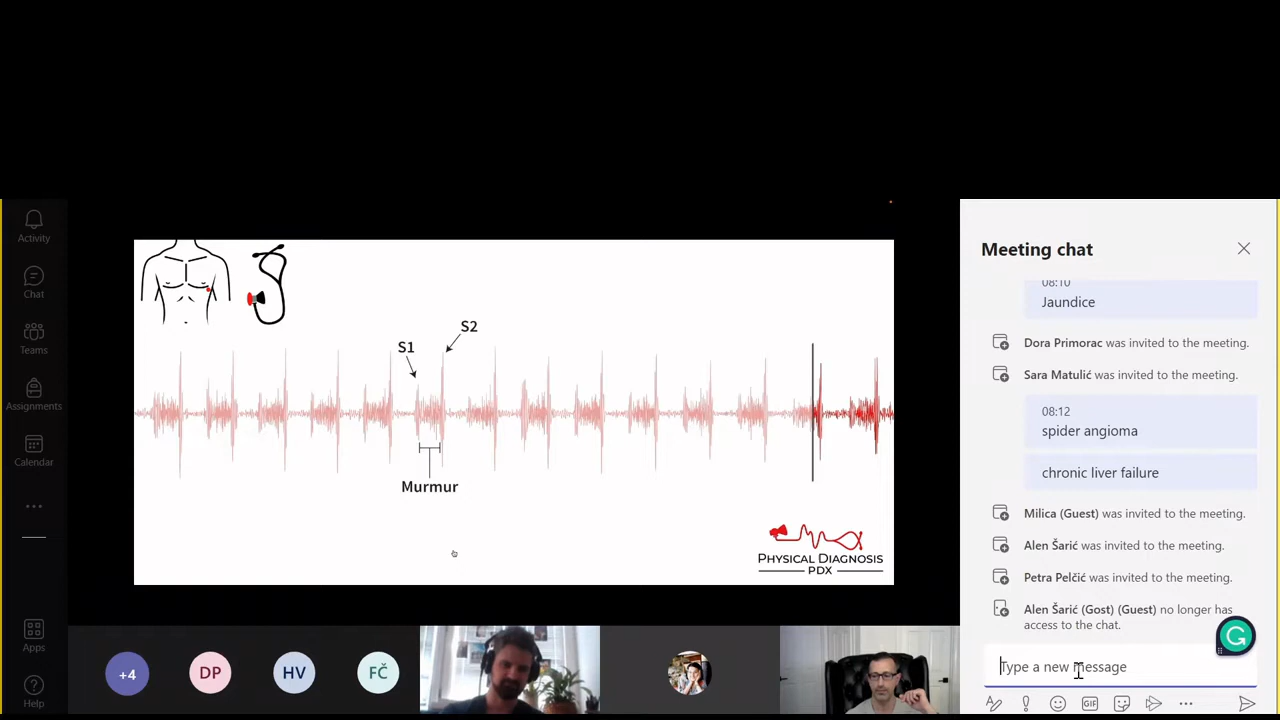 Activity
Chat
Teams
Assignments
Calendar
Apps
Help
S1
S2
Murmur
PHYSICAL DIAGNOSIS
PDX
+4
DP
HV
FČ
Meeting chat
08:10
Jaundice
Dora Primorac was invited to the meeting.
Sara Matulić was invited to the meeting.
08:12
spider angioma
chronic liver failure
Milica (Guest) was invited to the meeting.
Alen Šarić was invited to the meeting.
Petra Pelčić was invited to the meeting.
Alen Šarić (Gost) (Guest) no longer has
access to the chat.
Type a new message
GIF